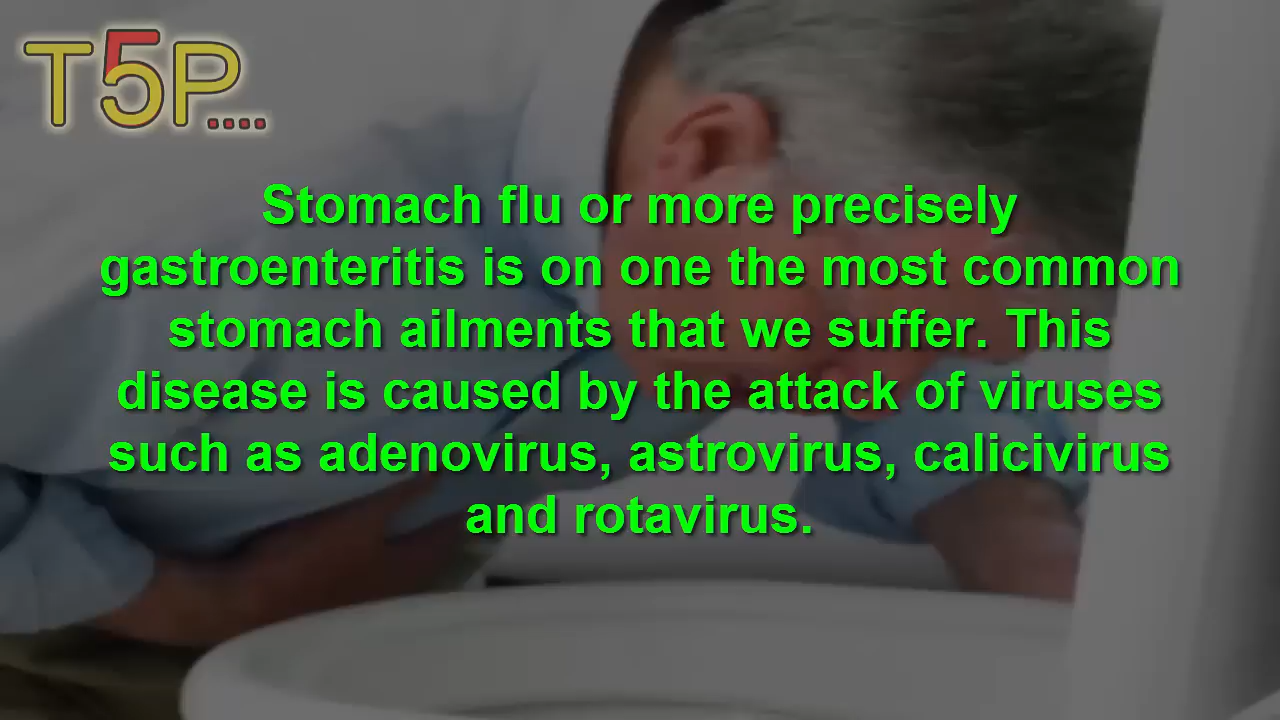 T5P....
Stomach flu or more precisely
gastroenteritis is on one the most common
stomach ailments that we suffer. This
disease is caused by the attack of viruses
such as adenovirus, astrovirus, calicivirus
and rotavirus.